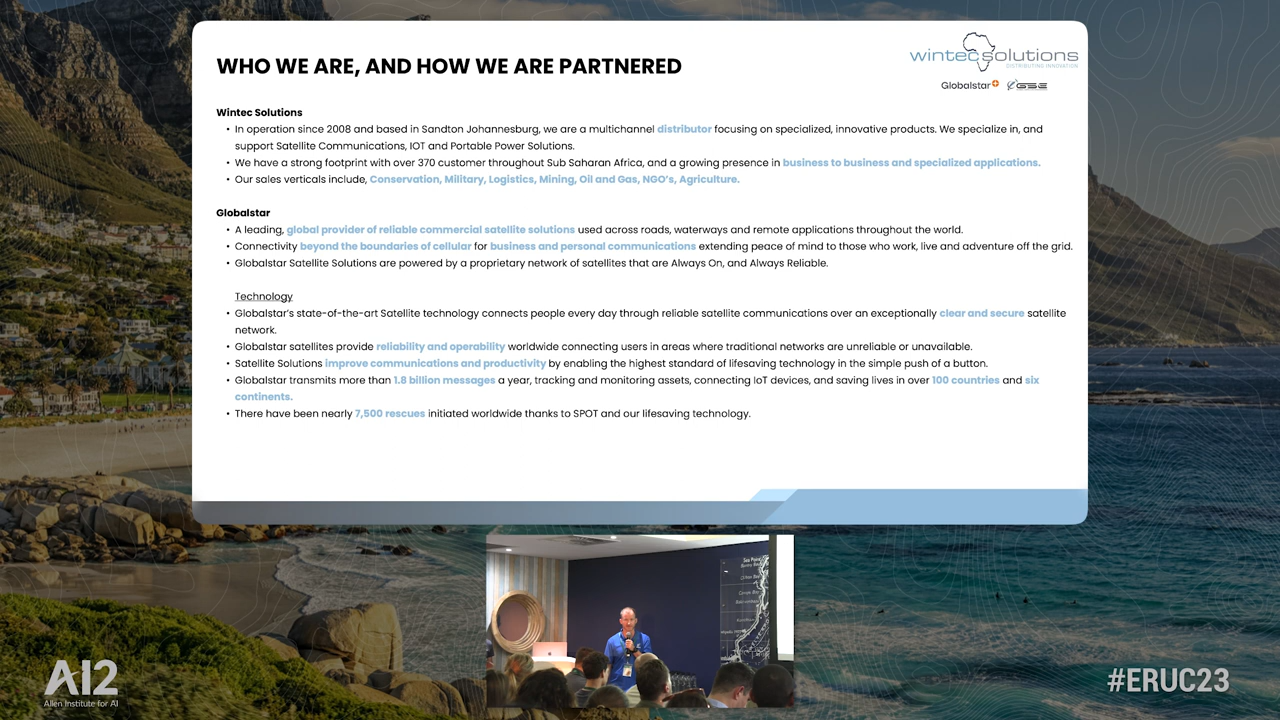 WHO WE ARE, AND HOW WE ARE PARTNERED
wintecsolutions
DISTRIBUTING INNOVATION
Globalstar
GSE
Wintec Solutions
• In operation since 2008 and based in Sandton Johannesburg, we are a multichannel distributor focusing on specialized, innovative products. We specialize in, and
support Satellite Communications, IOT and Portable Power Solutions.
• We have a strong footprint with over 370 customer throughout Sub Saharan Africa, and a growing presence in business to business and specialized applications.
• Our sales verticals include, Conservation, Military, Logistics, Mining, Oil and Gas, NGO's, Agriculture.
Globalstar
• A leading, global provider of reliable commercial satellite solutions used across roads, waterways and remote applications throughout the world.
• Connectivity beyond the boundaries of cellular for business and personal communications extending peace of mind to those who work, live and adventure off the grid.
• Globalstar Satellite Solutions are powered by a proprietary network of satellites that are Always On, and Always Reliable.
Technology
• Globalstar's state-of-the-art Satellite technology connects people every day through reliable satellite communications over an exceptionally clear and secure satellite
network.
• Globalstar satellites provide reliability and operability worldwide connecting users in areas where traditional networks are unreliable or unavailable.
• Satellite Solutions improve communications and productivity by enabling the highest standard of lifesaving technology in the simple push of a button.
• Globalstar transmits more than 1.8 billion messages a year, tracking and monitoring assets, connecting IoT devices, and saving lives in over 100 countries and six
continents.
• There have been nearly 7,500 rescues initiated worldwide thanks to SPOT and our lifesaving technology.
Sea Point
AI2
Allen Institute for AI
#ERUC23